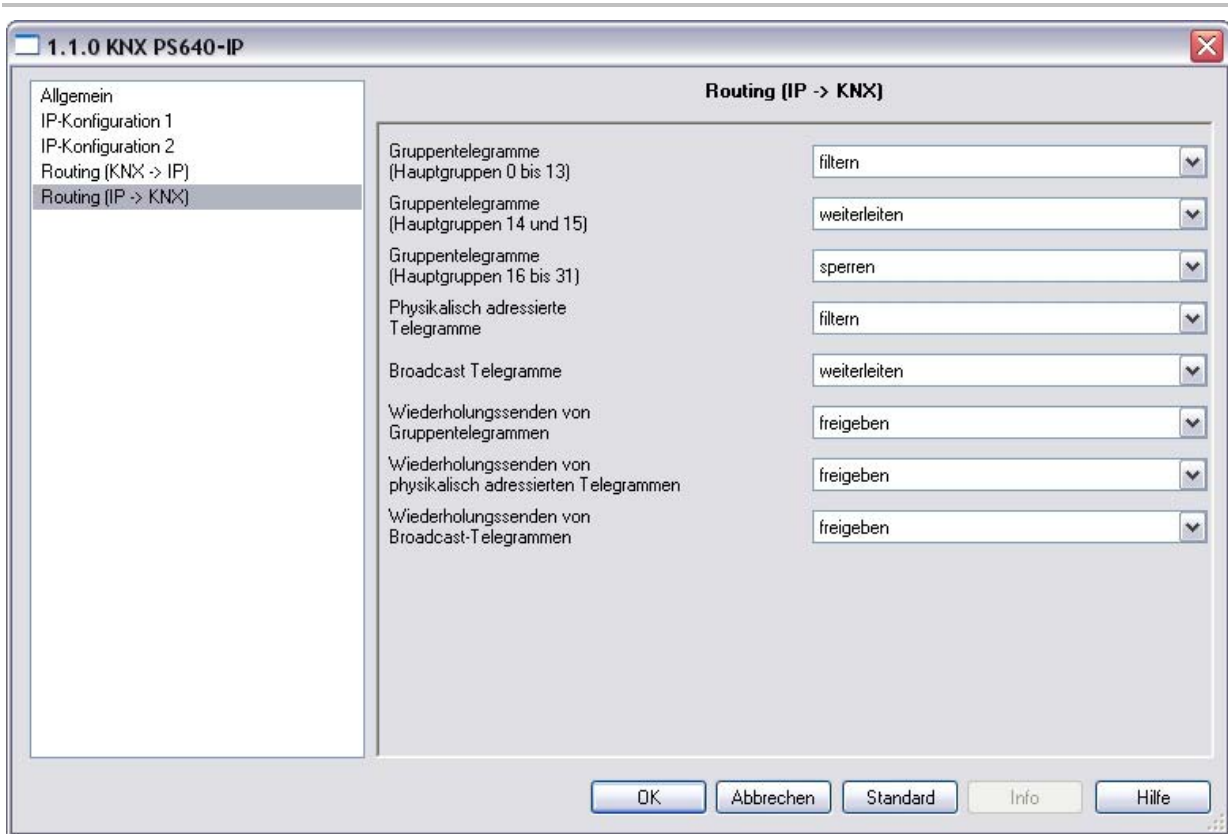 1.1.0 KNX PS640-IP
Allgemein
IP-Konfiguration 1
IP-Konfiguration 2
Routing (KNX -> IP)
Routing (IP -> KNX)
Routing (IP -> KNX)
Gruppentelegramme
(Hauptgruppen 0 bis 13)
filtern
Gruppentelegramme
(Hauptgruppen 14 und 15)
weiterleiten
Gruppentelegramme
(Hauptgruppen 16 bis 31)
sperren
Physikalisch adressierte
Telegramme
filtern
Broadcast Telegramme
weiterleiten
Wiederholungssenden von
Gruppentelegrammen
freigeben
Wiederholungssenden von
physikalisch adressierten Telegrammen
freigeben
Wiederholungssenden von
Broadcast-Telegrammen
freigeben
OK
Abbrechen
Standard
Info
Hilfe